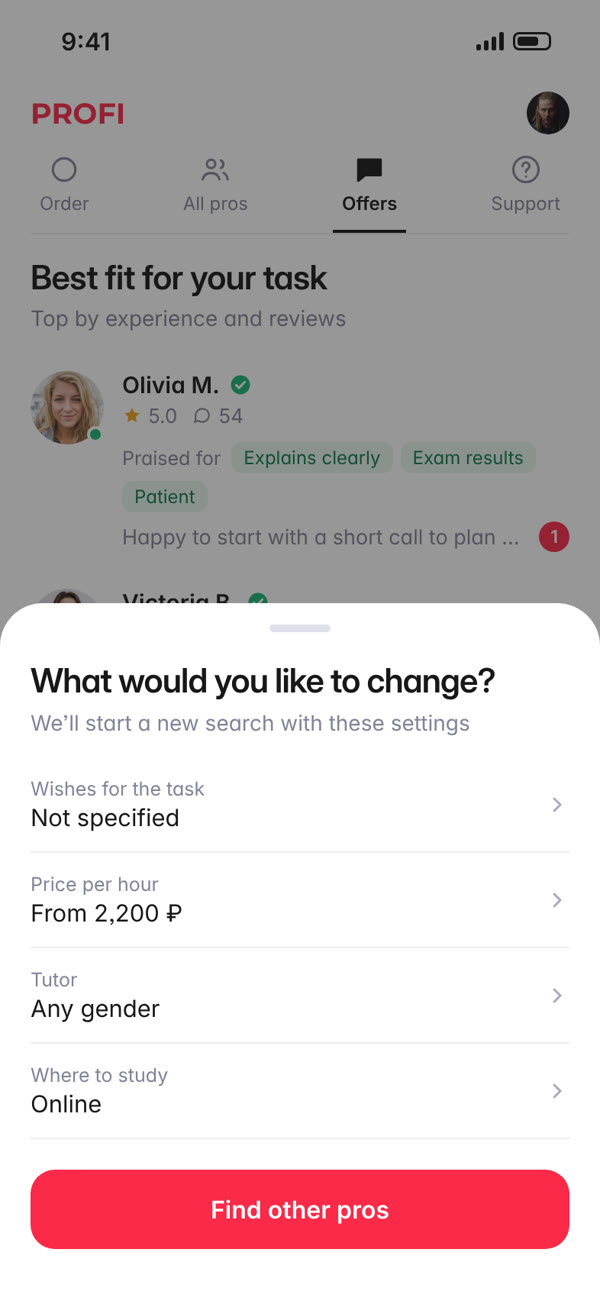 9:41
PROFI
Order
All pros
Offers
Support
Best fit for your task
Top by experience and reviews
Olivia M.
5.0 54
Praised for Explains clearly Exam results
Patient
Happy to start with a short call to plan ... 1
Victoria B.
What would you like to change?
We’ll start a new search with these settings
Wishes for the task
Not specified
Price per hour
From 2,200 ₽
Tutor
Any gender
Where to study
Online
Find other pros